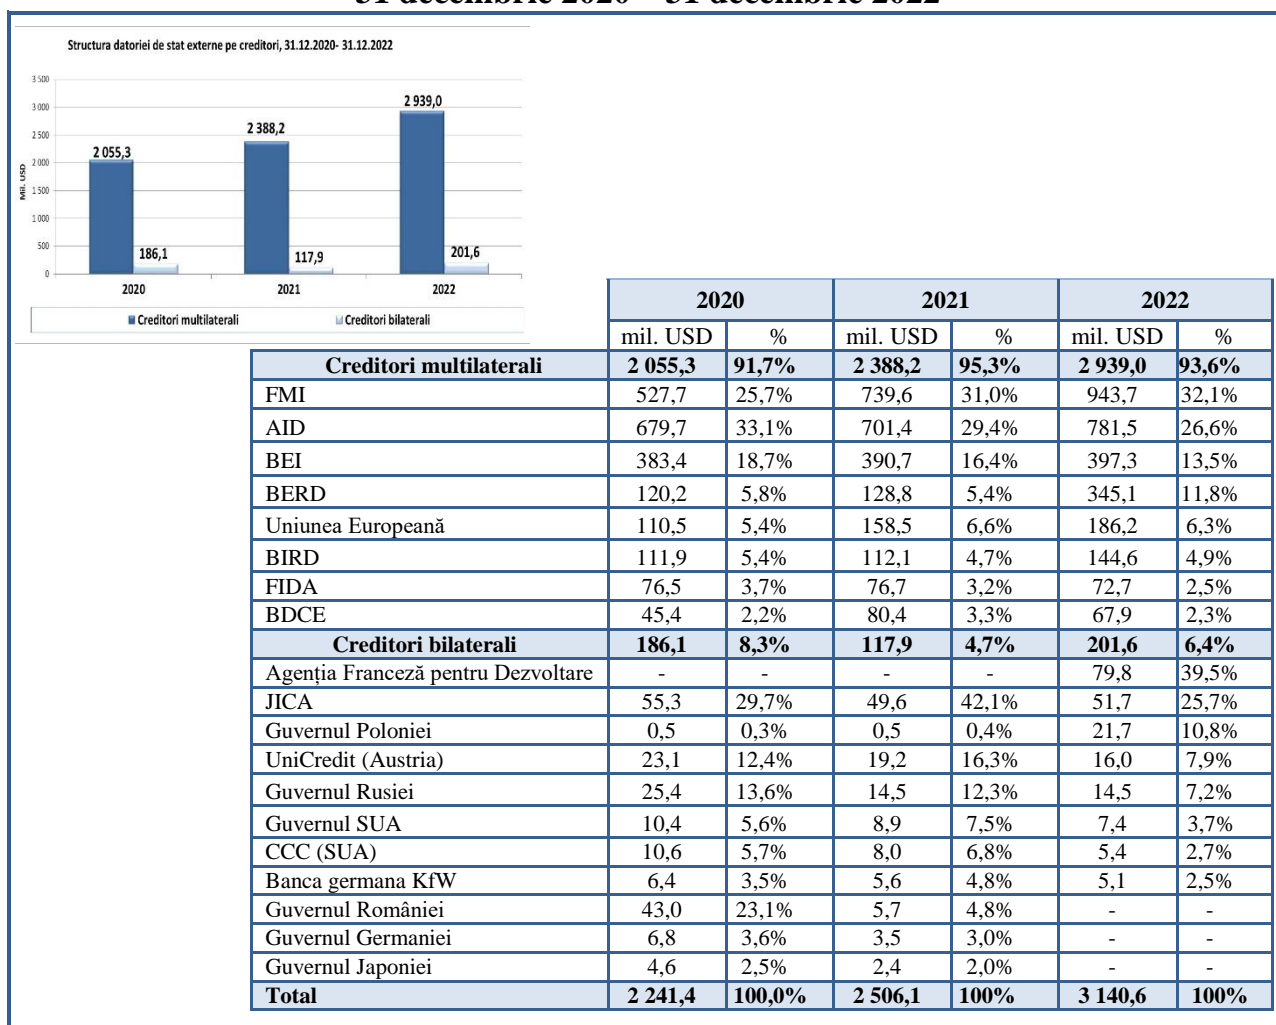 31 decembrie 2020 – 31 decembrie 2022
Structura datoriei de stat externe pe creditori, 31.12.2020- 31.12.2022
3 500
3 000
2 500
2 000
1 500
1 000
500
0
Mil. USD
2 055,3
186,1
2 388,2
117,9
2 939,0
201,6
2020 2021 2022
Creditori multilaterali Creditori bilaterali
2020 2021 2022
mil. USD % mil. USD % mil. USD %
Creditori multilaterali 2 055,3 91,7% 2 388,2 95,3% 2 939,0 93,6%
FMI 527,7 25,7% 739,6 31,0% 943,7 32,1%
AID 679,7 33,1% 701,4 29,4% 781,5 26,6%
BEI 383,4 18,7% 390,7 16,4% 397,3 13,5%
BERD 120,2 5,8% 128,8 5,4% 345,1 11,8%
Uniunea Europeană 110,5 5,4% 158,5 6,6% 186,2 6,3%
BIRD 111,9 5,4% 112,1 4,7% 144,6 4,9%
FIDA 76,5 3,7% 76,7 3,2% 72,7 2,5%
BDCE 45,4 2,2% 80,4 3,3% 67,9 2,3%
Creditori bilaterali 186,1 8,3% 117,9 4,7% 201,6 6,4%
Agenția Franceză pentru Dezvoltare - - - - 79,8 39,5%
JICA 55,3 29,7% 49,6 42,1% 51,7 25,7%
Guvernul Poloniei 0,5 0,3% 0,5 0,4% 21,7 10,8%
UniCredit (Austria) 23,1 12,4% 19,2 16,3% 16,0 7,9%
Guvernul Rusiei 25,4 13,6% 14,5 12,3% 14,5 7,2%
Guvernul SUA 10,4 5,6% 8,9 7,5% 7,4 3,7%
CCC (SUA) 10,6 5,7% 8,0 6,8% 5,4 2,7%
Banca germana KfW 6,4 3,5% 5,6 4,8% 5,1 2,5%
Guvernul României 43,0 23,1% 5,7 4,8% - -
Guvernul Germaniei 6,8 3,6% 3,5 3,0% - -
Guvernul Japoniei 4,6 2,5% 2,4 2,0% - -
Total 2 241,4 100,0% 2 506,1 100% 3 140,6 100%